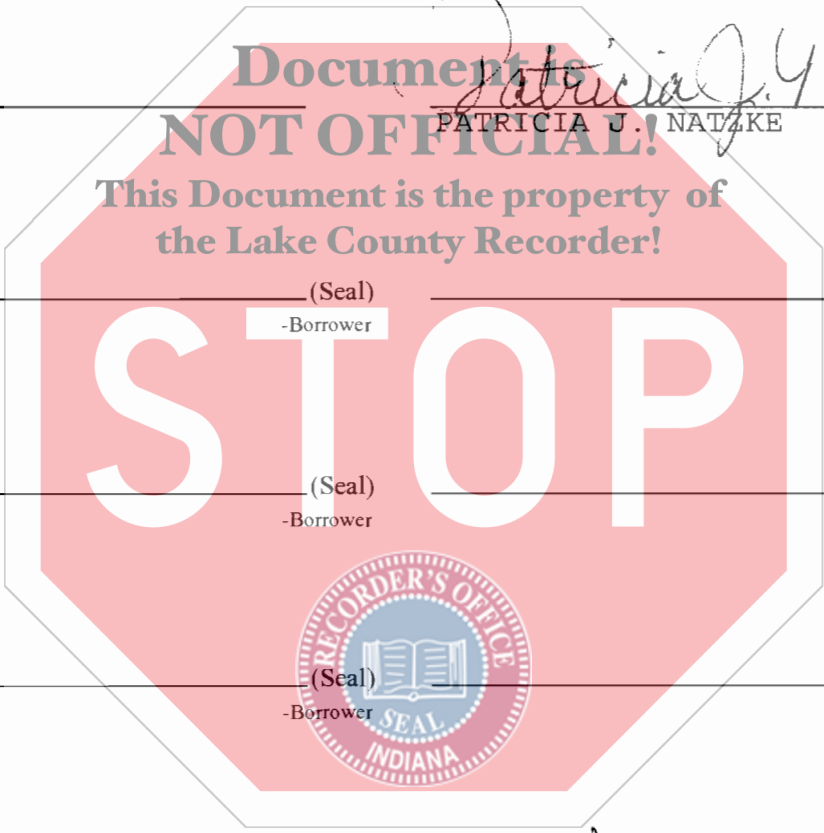 Document is
Patricia J.
NOT OFFICIAL!
PATRICIA J. NATZKE
This Document is the property of
the Lake County Recorder!
(Seal)
-Borrower
STOP
(Seal)
-Borrower
RECORDER'S OFFICE
(Seal)
-Borrower
SEAL
INDIANA